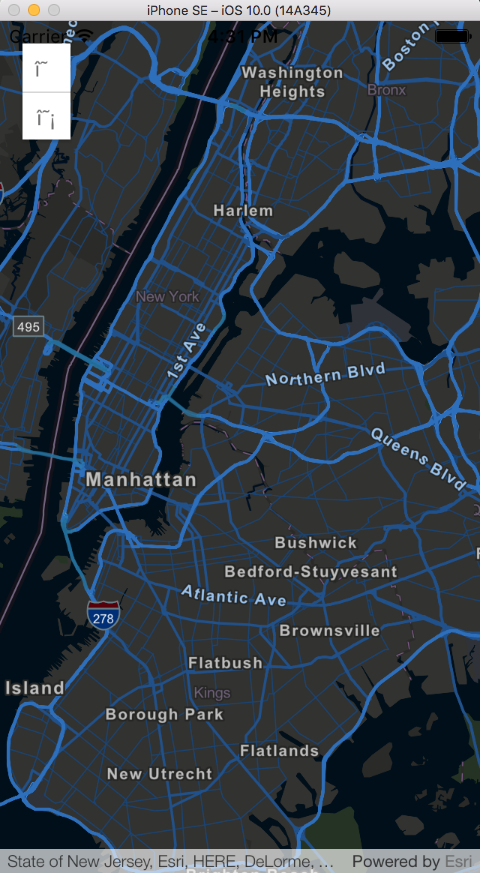 iPhone SE – iOS 10.0 (14A345)
Carrier
4:31 PM
Boston
Washington
Heights
Bronx
Harlem
New York
495
1st Ave
Northern Blvd
Queens Blvd
Manhattan
Bushwick
Bedford-Stuyvesant
Atlantic Ave
278
Brownsville
Flatbush
Island
Kings
Borough Park
Flatlands
New Utrecht
State of New Jersey, Esri, HERE, DeLorme, …
Powered by Esri